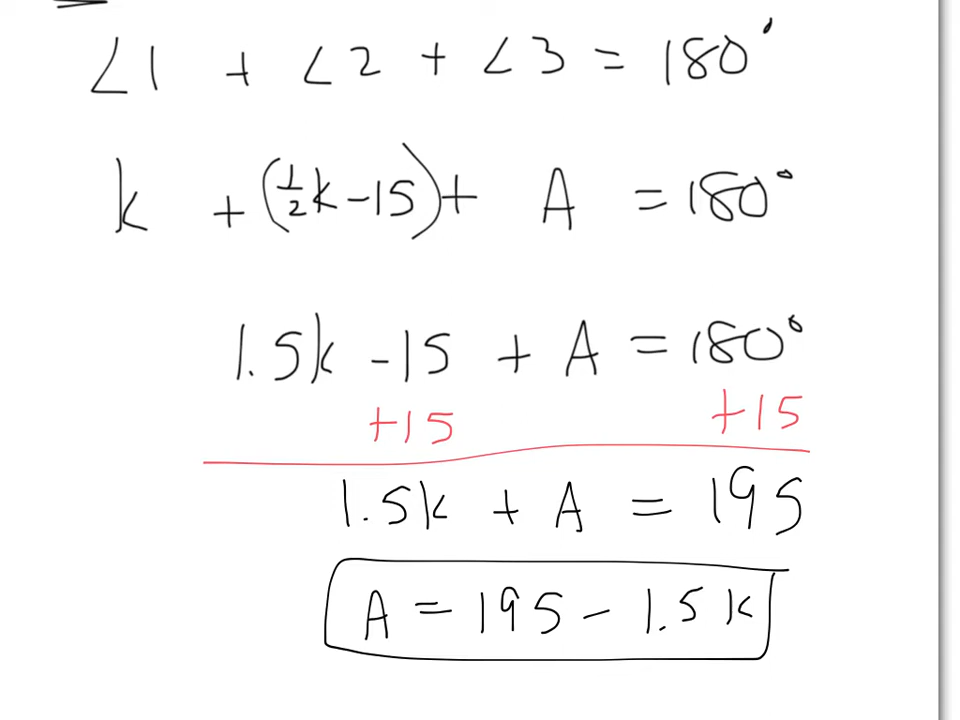 ∠1 + ∠2 + ∠3 = 180°
k + (½k - 15) + A = 180°
1.5k - 15 + A = 180°
+15 +15
1.5k + A = 195
A = 195 - 1.5k